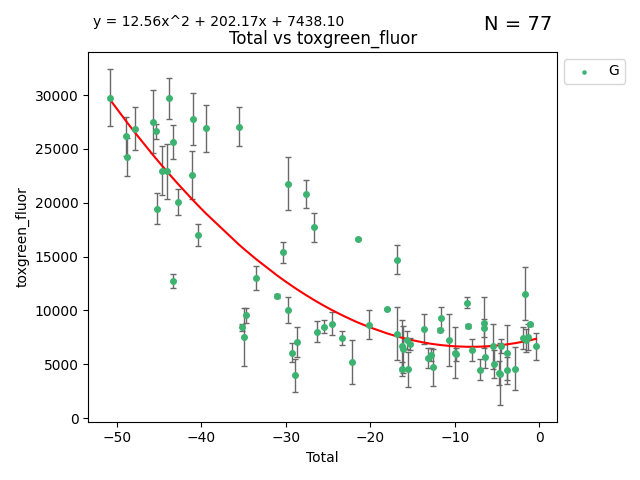 y = 12.56x^2 + 202.17x + 7438.10
N = 77
Total vs toxgreen_fluor
G
30000
25000
20000
15000
10000
5000
0
toxgreen_fluor
−50 −40 −30 −20 −10 0
Total